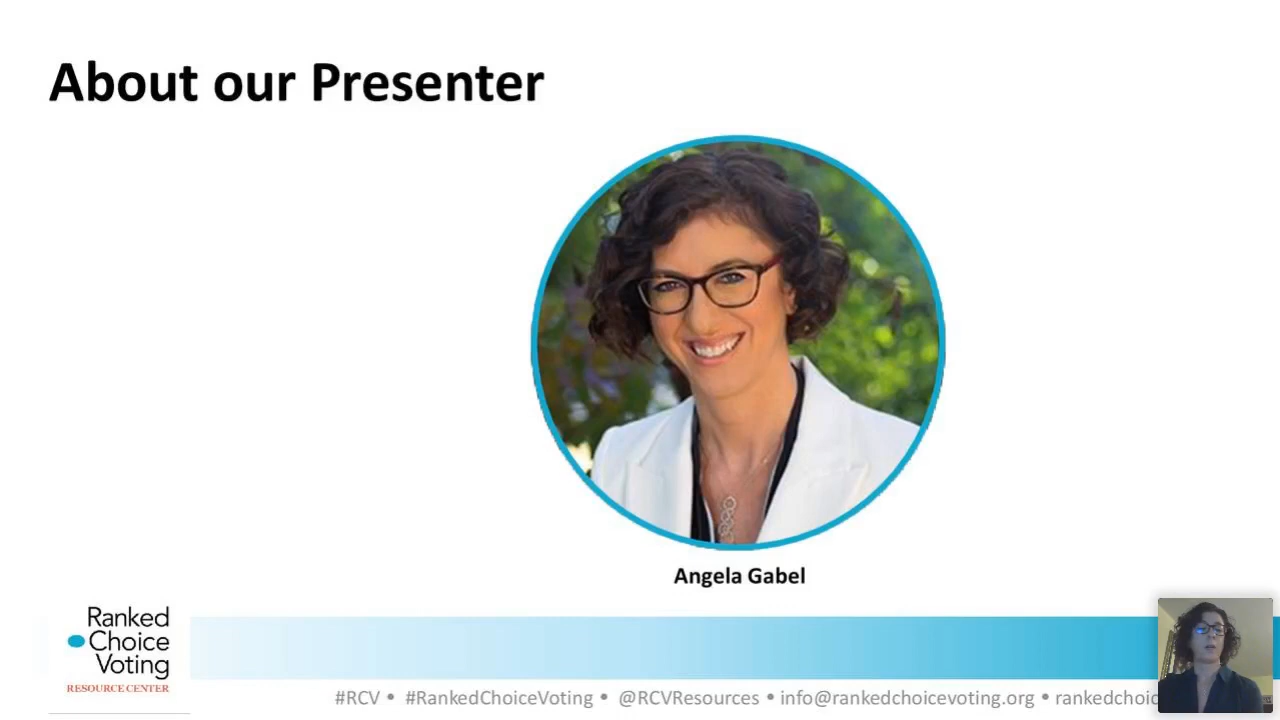 About our Presenter
Angela Gabel
Ranked
Choice
Voting
RESOURCE CENTER
#RCV • #RankedChoiceVoting • @RCVResources • info@rankedchoicevoting.org • rankedchoic